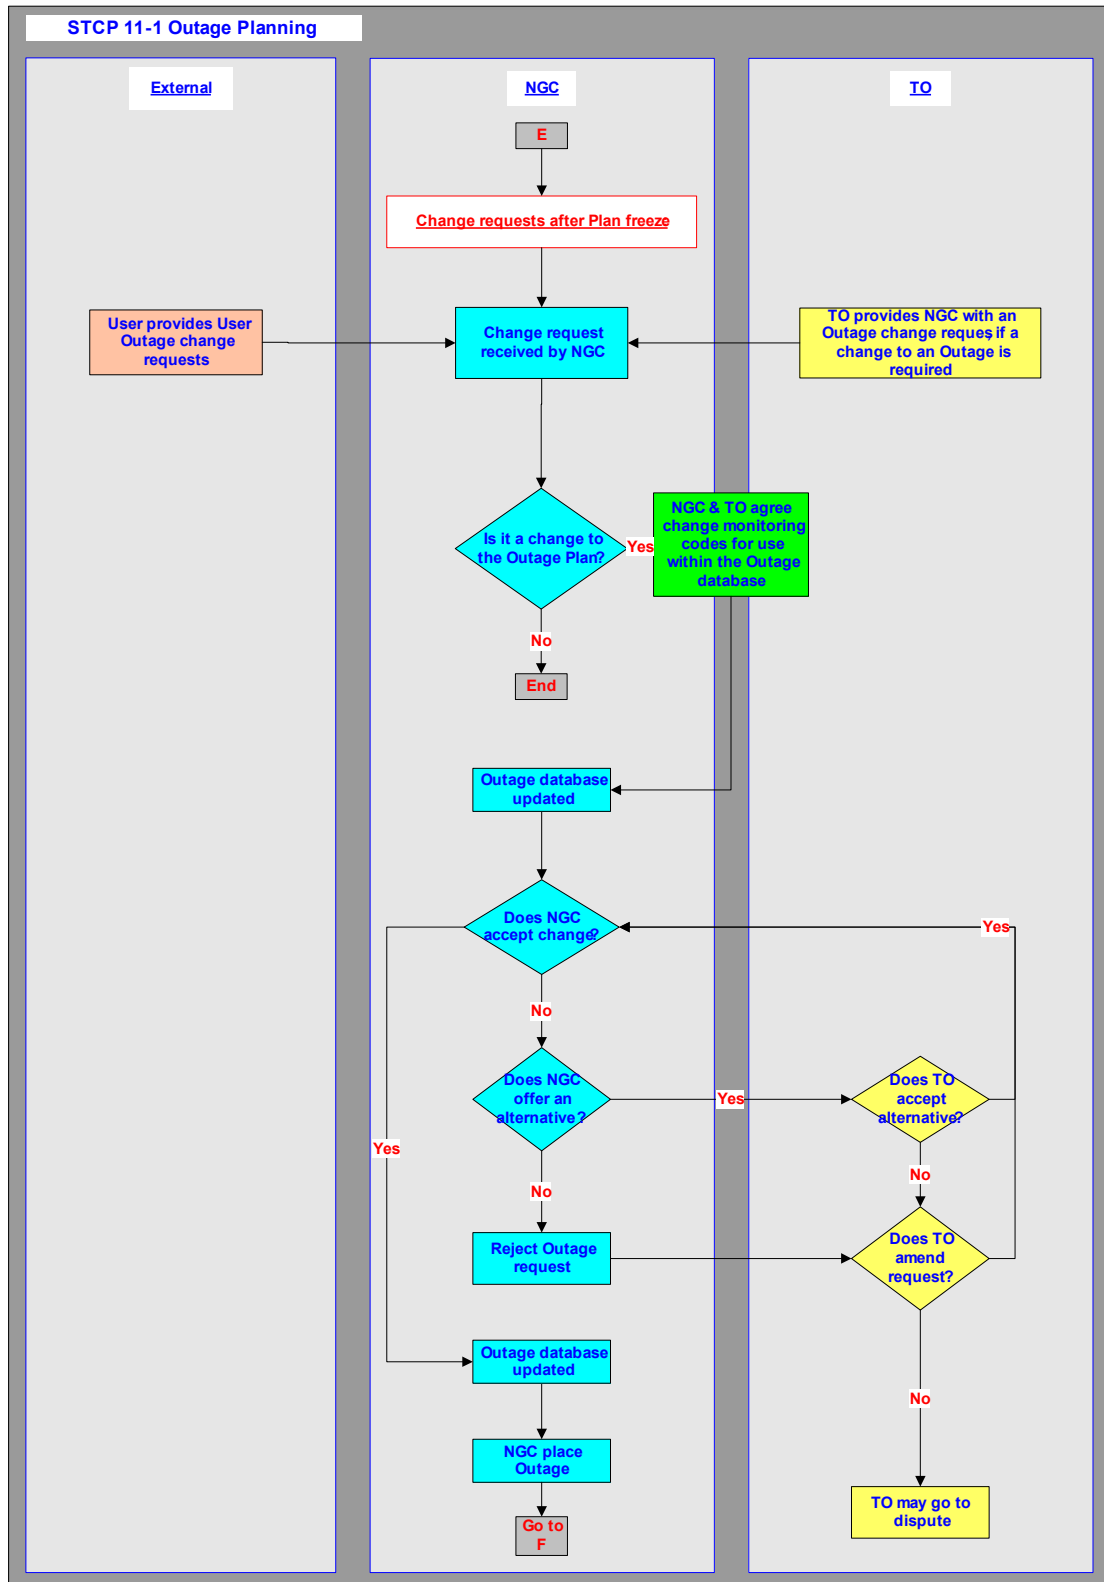 STCP 11-1 Outage Planning
External
NGC
TO
E
Change requests after Plan freeze
User provides User
Outage change
requests
Change request
received by NGC
TO provides NGC with an
Outage change reques, if a
change to an Outage is
required
Is it a change to
the Outage Plan?
Yes
NGC & TO agree
change monitoring
codes for use
within the Outage
database
No
End
Outage database
updated
Does NGC
accept change?
Yes
No
Does NGC
offer an
alternative?
Yes
Does TO
accept
alternative?
Yes
No
No
Reject Outage
request
Does TO
amend
request?
Outage database
updated
No
NGC place
Outage
TO may go to
dispute
Go to
F